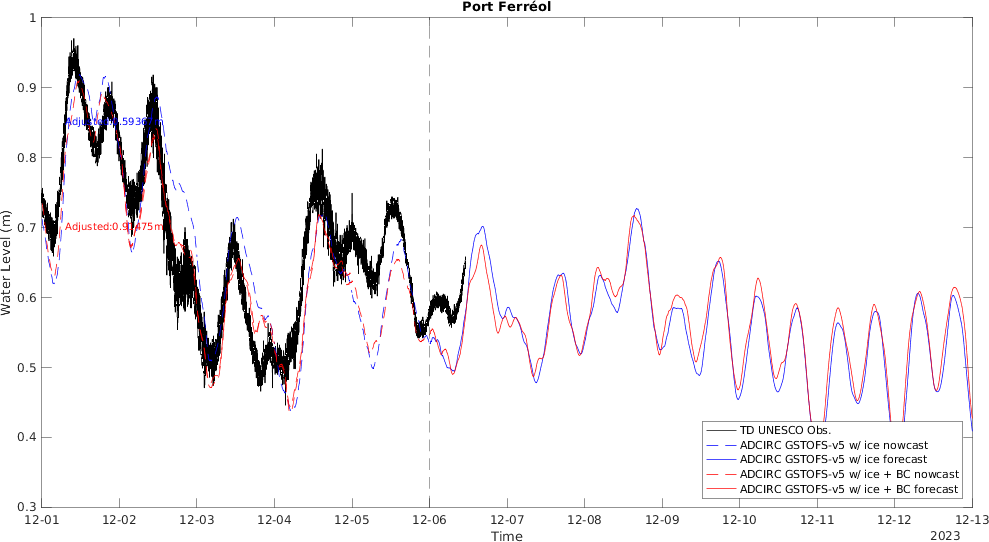 Port Ferréol
Water Level (m)
1
0.9
0.8
0.7
0.6
0.5
0.4
0.3
TD UNESCO Obs.
ADCIRC GSTOFS-v5 w/ ice nowcast
ADCIRC GSTOFS-v5 w/ ice forecast
ADCIRC GSTOFS-v5 w/ ice + BC nowcast
ADCIRC GSTOFS-v5 w/ ice + BC forecast
12-01 12-02 12-03 12-04 12-05 12-06 12-07 12-08 12-09 12-10 12-11 12-12 12-13
Time
2023